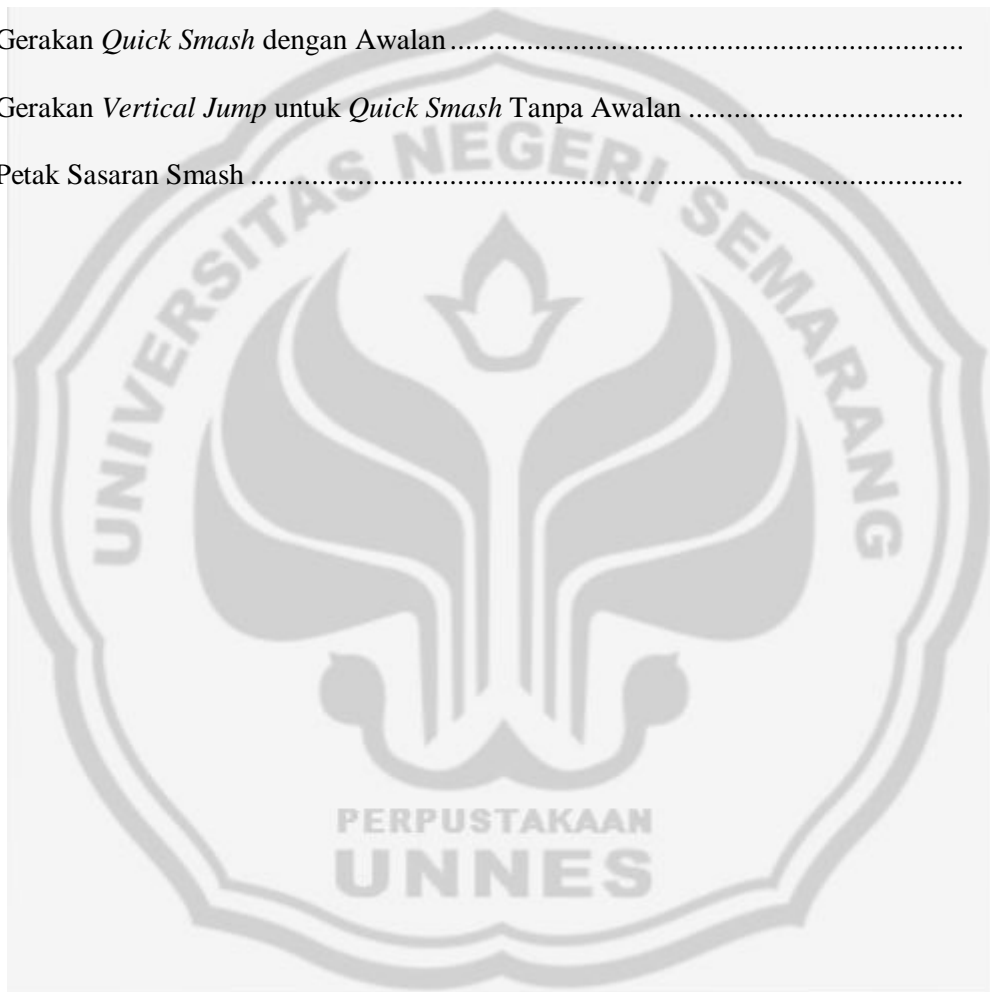 Gerakan Quick Smash dengan Awalan ................................................................
Gerakan Vertical Jump untuk Quick Smash Tanpa Awalan ..................................
Petak Sasaran Smash .........................................................................................
UNIVERSITAS NEGERI SEMARANG
PERPUSTAKAAN
UNNES